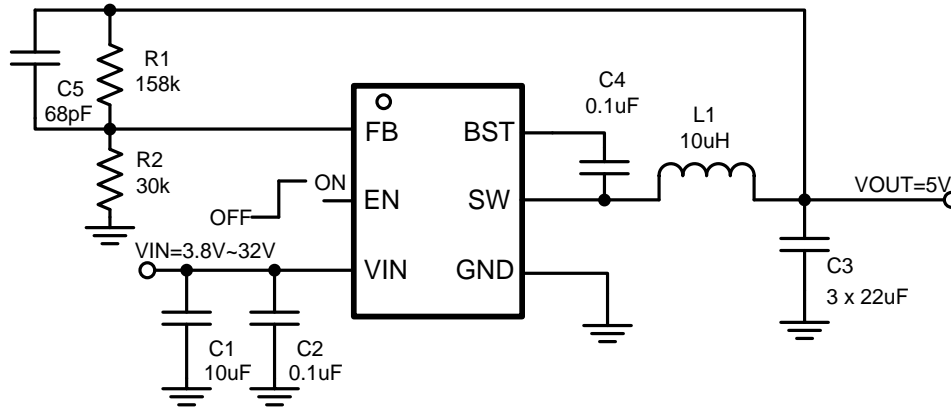 R1
158k
C5
68pF
R2
30k
FB
BST
EN
SW
VIN
GND
C4
0.1uF
L1
10uH
ON
OFF
VOUT=5V
VIN=3.8V~32V
C3
3 x 22uF
C1
10uF
C2
0.1uF